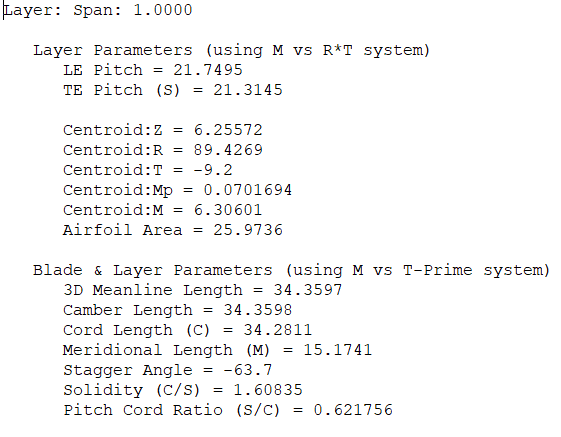 Layer: Span: 1.0000
Layer Parameters (using M vs R*T system)
LE Pitch = 21.7495
TE Pitch (S) = 21.3145
Centroid:Z = 6.25572
Centroid:R = 89.4269
Centroid:T = -9.2
Centroid:Mp = 0.0701694
Centroid:M = 6.30601
Airfoil Area = 25.9736
Blade & Layer Parameters (using M vs T-Prime system)
3D Meanline Length = 34.3597
Camber Length = 34.3598
Cord Length (C) = 34.2811
Meridional Length (M) = 15.1741
Stagger Angle = -63.7
Solidity (C/S) = 1.60835
Pitch Cord Ratio (S/C) = 0.621756